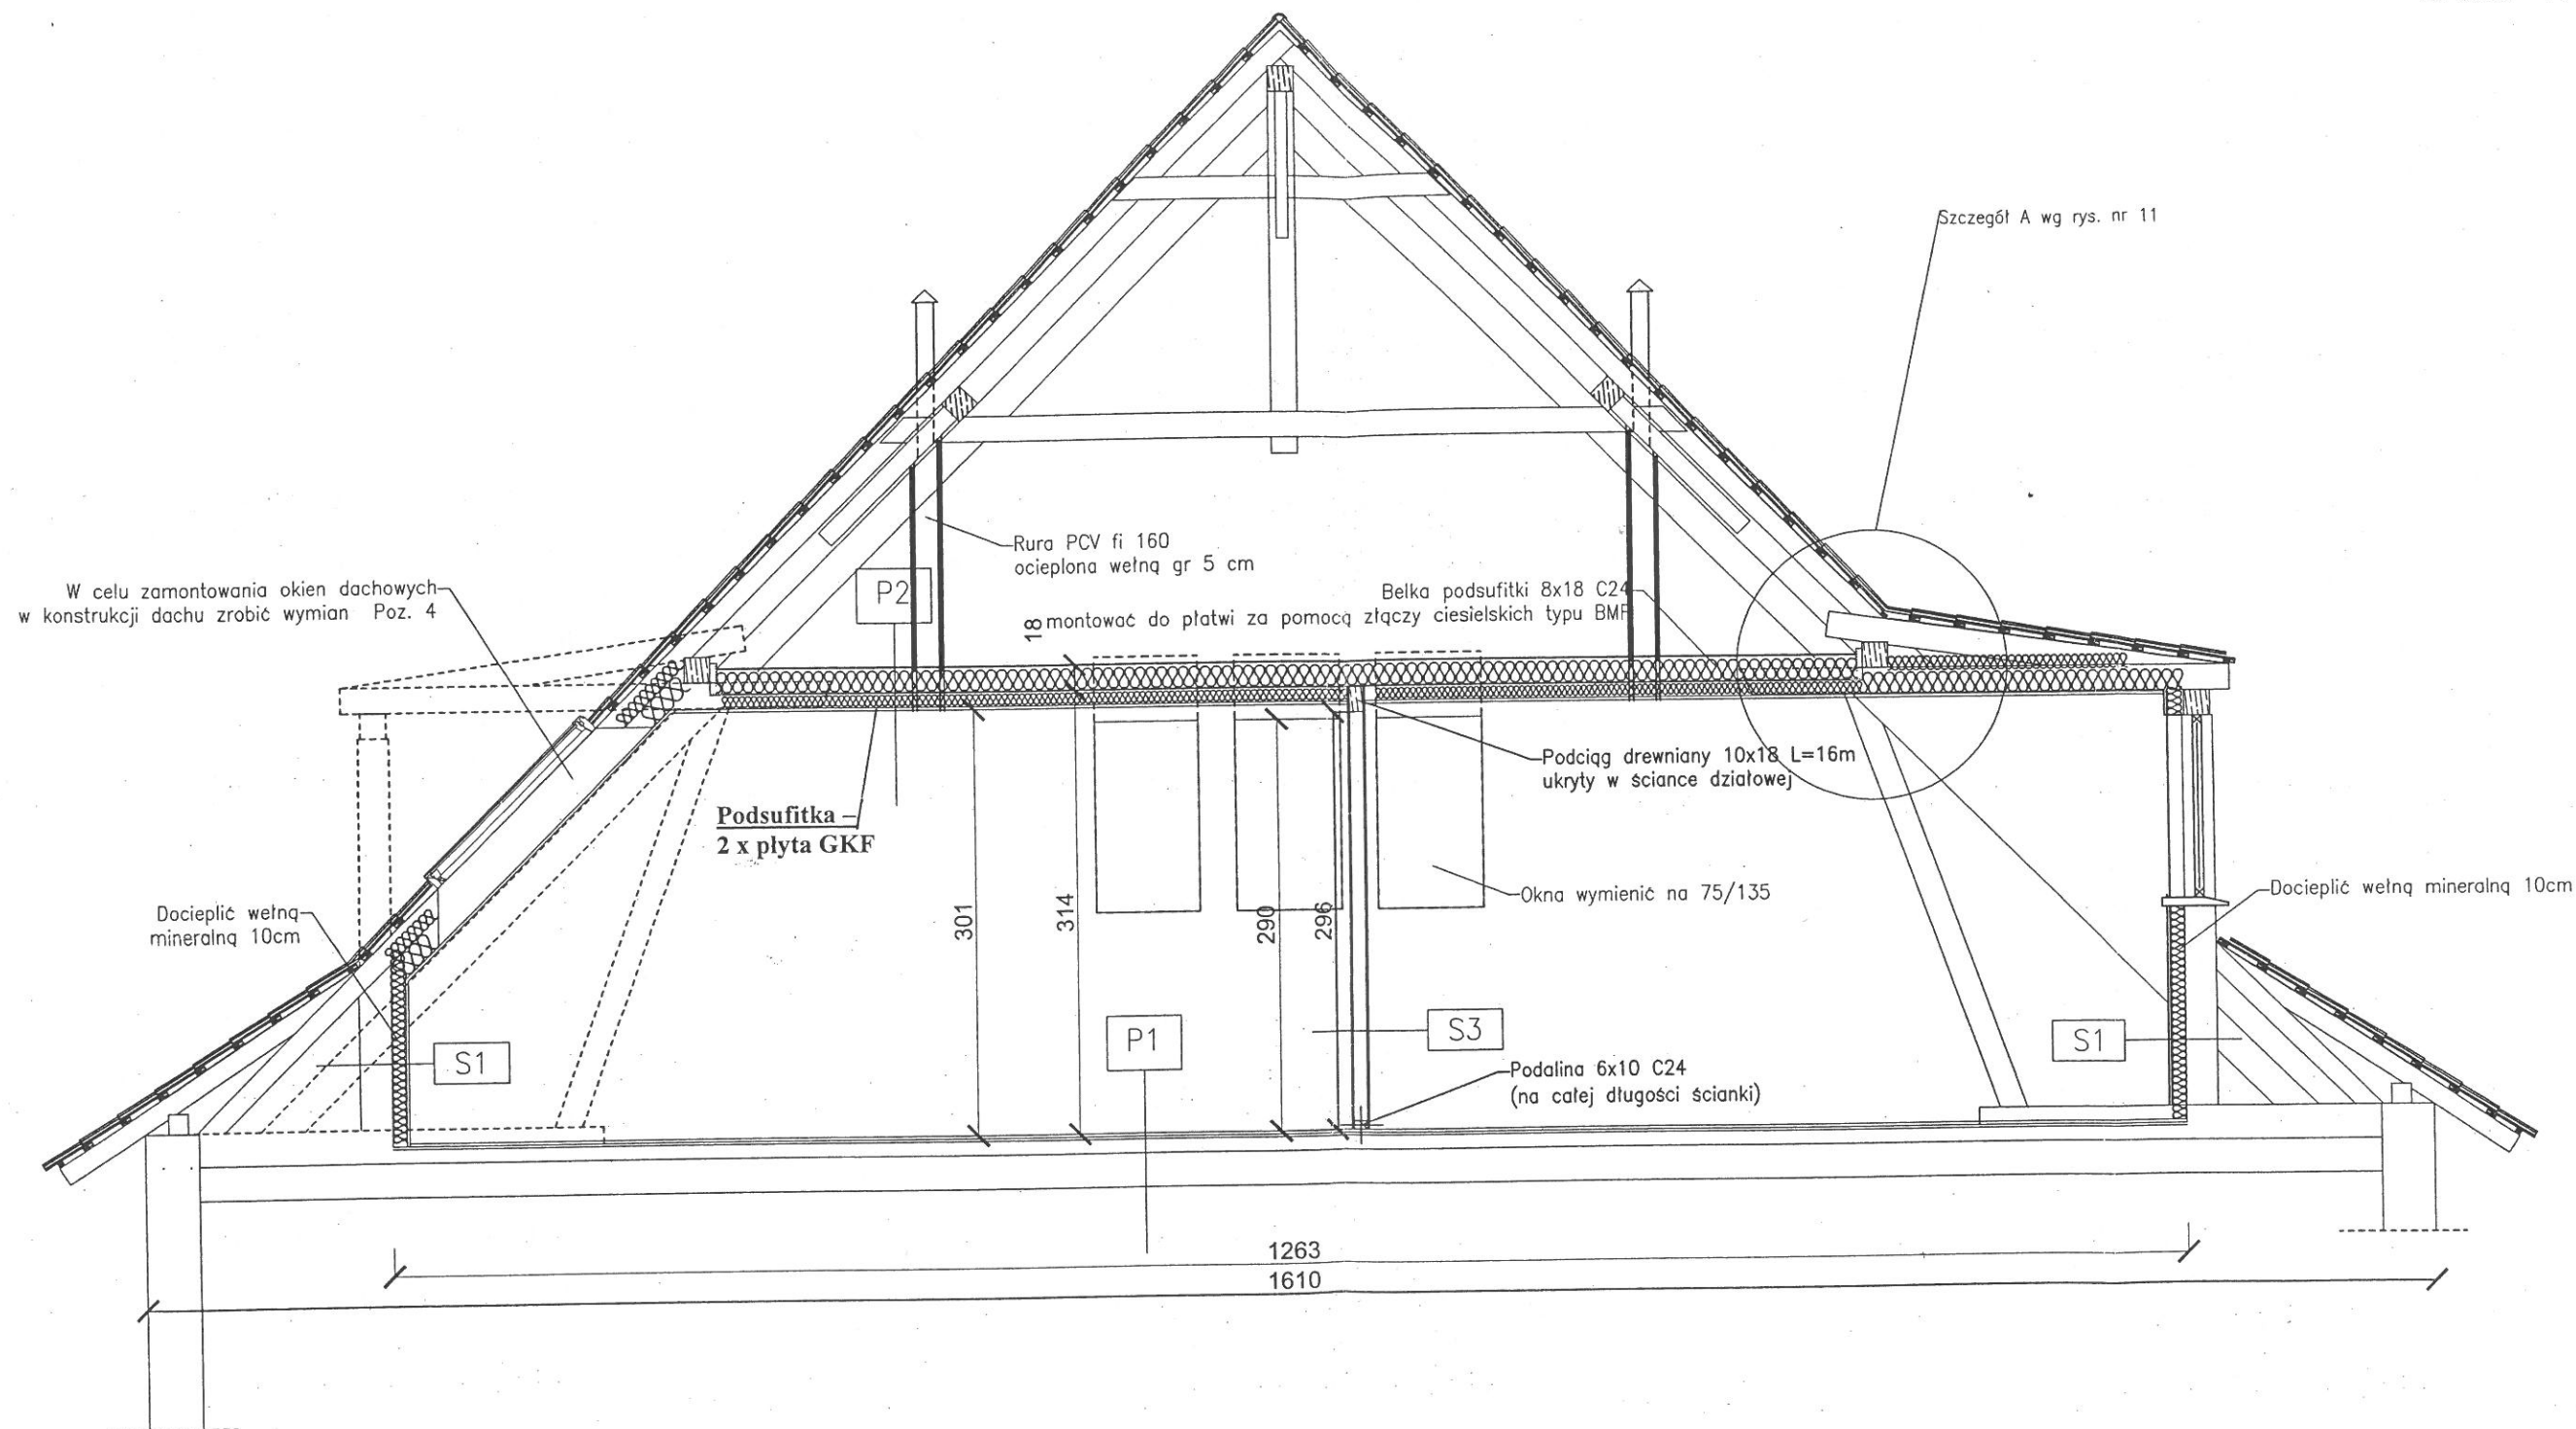 Szczegół A wg rys. nr 11
Rura PCV fi 160
ocieplona wełną gr 5 cm
W celu zamontowania okien dachowych
w konstrukcji dachu zrobić wymian Poz. 4
P2
Belka podsufitki 8x18 C24
montować do płatwi za pomocą złączy ciesielskich typu BMF
18
Podciąg drewniany 10x18 L=16m
ukryty w ściance działowej
Podsufitka –
2 x płyta GKF
Okna wymienić na 75/135
Docieplić wełną mineralną 10cm
Docieplić wełną
mineralną 10cm
301
314
290
296
P1
S3
S1
S1
Podalina 6x10 C24
(na całej długości ścianki)
1263
1610